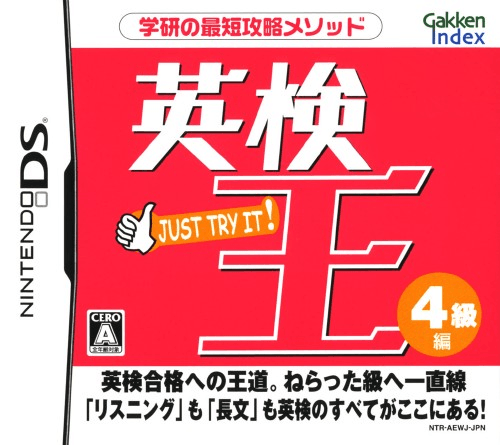 学研の最短攻略メソッド
Gakken
Index
英検
JUST TRY IT!
王
4級
編
NINTENDO DS
CERO
A
全年齢対象
英検合格への王道。ねらった級へ一直線
「リスニング」も「長文」も英検のすべてがここにある!
NTR-AEWJ-JPN